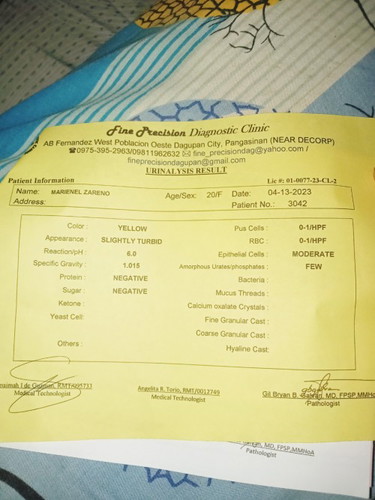 Fine Precision Diagnostic Clinic
AB Fernandez West Poblacion Oeste Dagupan City, Pangasinan (NEAR DECORP)
☎0975-395-2963/09811962632 ✉ fine_precisiondag@yahoo.com /
fineprecisiondagupan@gmail.com
URINALYSIS RESULT
Patient Information Lic #: 01-0077-23-CL-2
Name: MARIENEL ZARENO Age/Sex: 20/F Date: 04-13-2023
Address: Patient No.: 3042
Color: YELLOW Pus Cells: 0-1/HPF
Appearance: SLIGHTLY TURBID RBC: 0-1/HPF
Reaction/pH: 6.0 Epithelial Cells: MODERATE
Specific Gravity: 1.015 Amorphous Urates/phosphates: FEW
Protein: NEGATIVE Bacteria:
Sugar: NEGATIVE Mucus Threads:
Ketone: Calcium oxalate Crystals:
Yeast Cell: Fine Granular Cast:
Coarse Granular Cast:
Others: Hyaline Cast:
Angelita R. Torio, RMT/0012749
Medical Technologist
Medical Technologist
Gil Bryan B. MD, FPSP,MMHoA
Pathologist
MD, FPSP,MMHoA
Pathologist